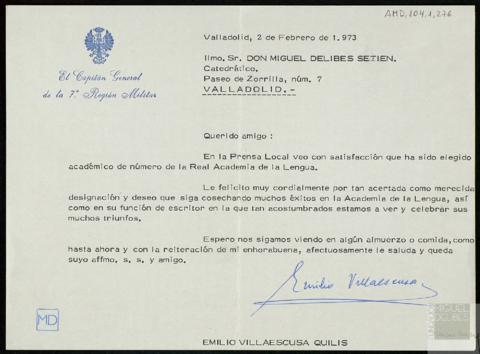 AMD,104,1,276
Valladolid, 2 de Febrero de 1.973
El Capitán General
de la 7.ª Región Militar
Ilmo. Sr. DON MIGUEL DELIBES SETIEN.
Catedrático.
Paseo de Zorrilla, núm. 7
VALLADOLID.-
Querido amigo :
En la Prensa Local veo con satisfacción que ha sido elegido
académico de número de la Real Academia de la Lengua.
Le felicito muy cordialmente por tan acertada como merecida
designación y deseo que siga cosechando muchos éxitos en la Academia de la Lengua, así
como en su función de escritor en la que tan acostumbrados estamos a ver y celebrar sus
muchos triunfos.
Espero nos sigamos viendo en algún almuerzo o comida, como
hasta ahora y con la reiteración de mi enhorabuena, afectuosamente le saluda y queda
suyo affmo. s. s. y amigo.
Emilio Villaescusa
MD
MIGUEL
DELIBES
EMILIO VILLAESCUSA QUILIS